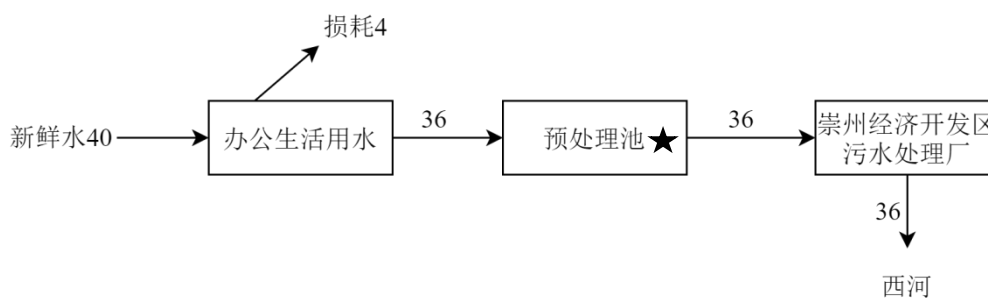 损耗4
新鲜水40
办公生活用水
36
预处理池★
36
崇州经济开发区
污水处理厂
36
西河